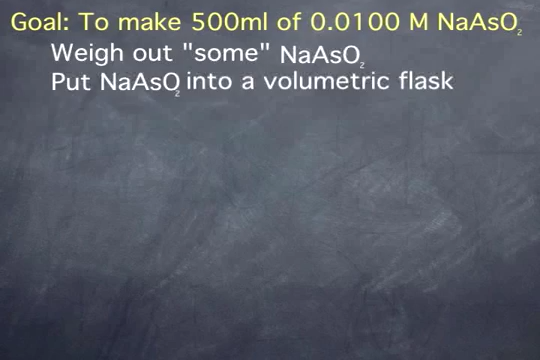 Goal: To make 500ml of 0.0100 M NaAsO₂
Weigh out "some" NaAsO₂
Put NaAsO₂ into a volumetric flask